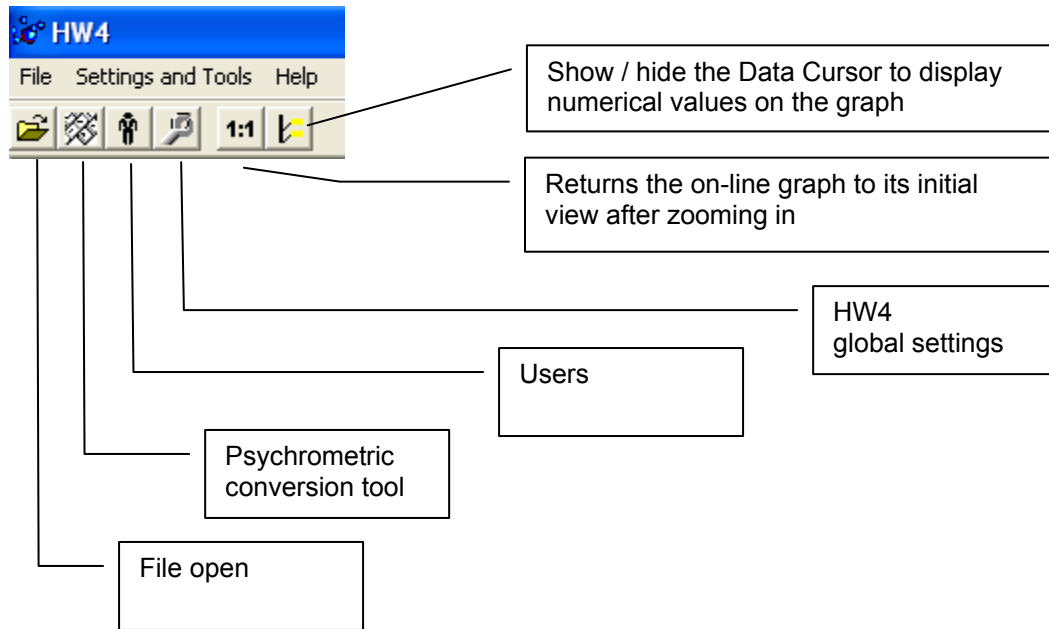 HW4
File Settings and Tools Help
1:1
Show / hide the Data Cursor to display
numerical values on the graph
Returns the on-line graph to its initial
view after zooming in
HW4
global settings
Users
Psychrometric
conversion tool
File open